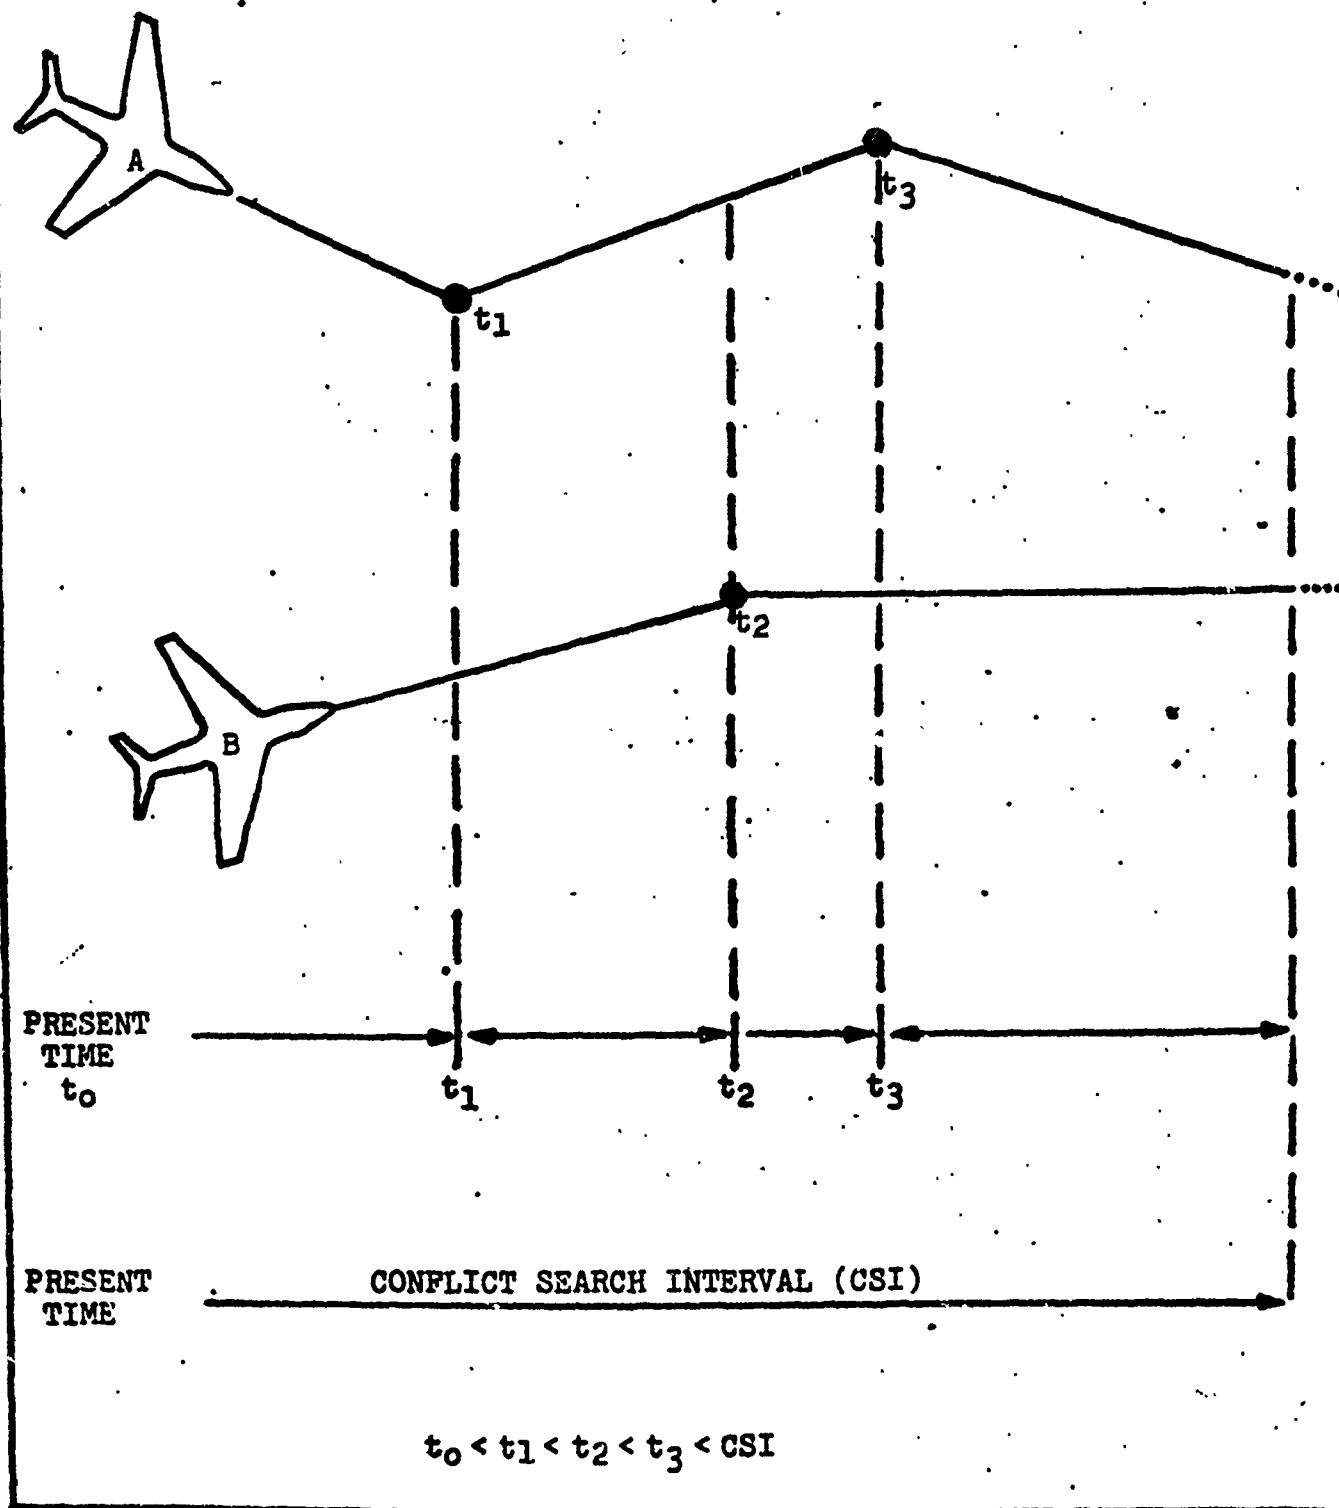 A
t3
t1
t2
B
PRESENT
TIME
t0
t1
t2
t3
PRESENT
TIME
CONFLICT SEARCH INTERVAL (CSI)
t0 < t1 < t2 < t3 < CSI